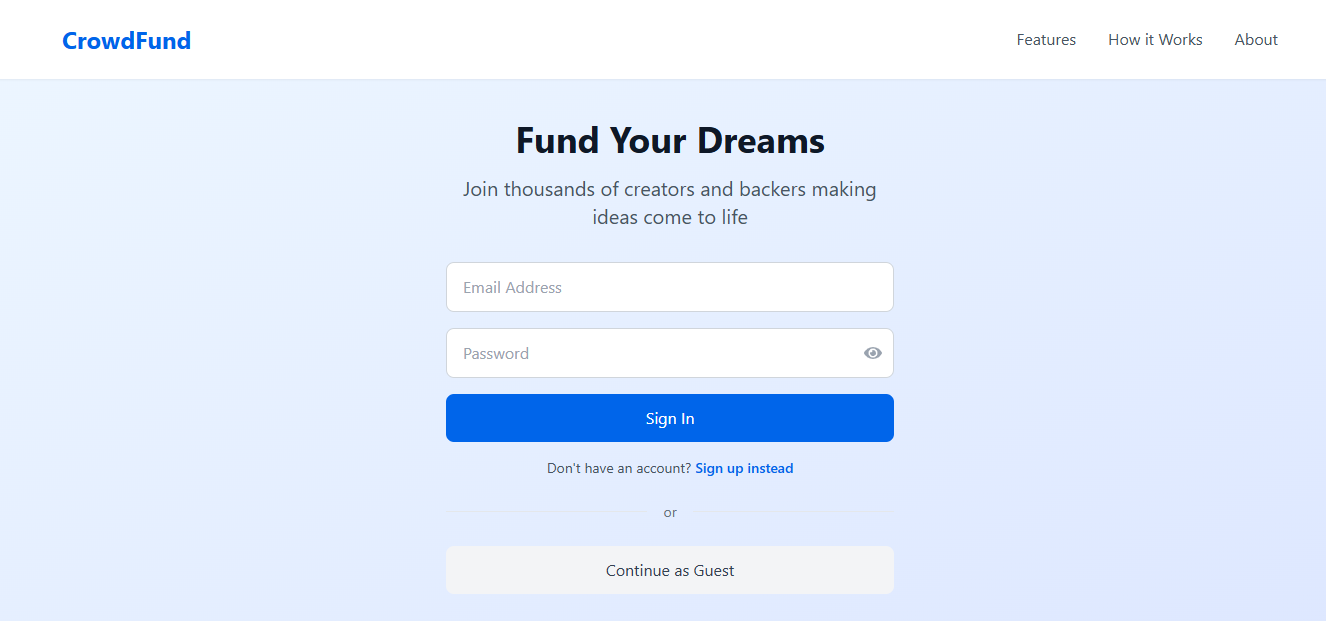 CrowdFund
Features
How it Works
About
Fund Your Dreams
Join thousands of creators and backers making
ideas come to life
Email Address
Password
Sign In
Don't have an account? Sign up instead
or
Continue as Guest